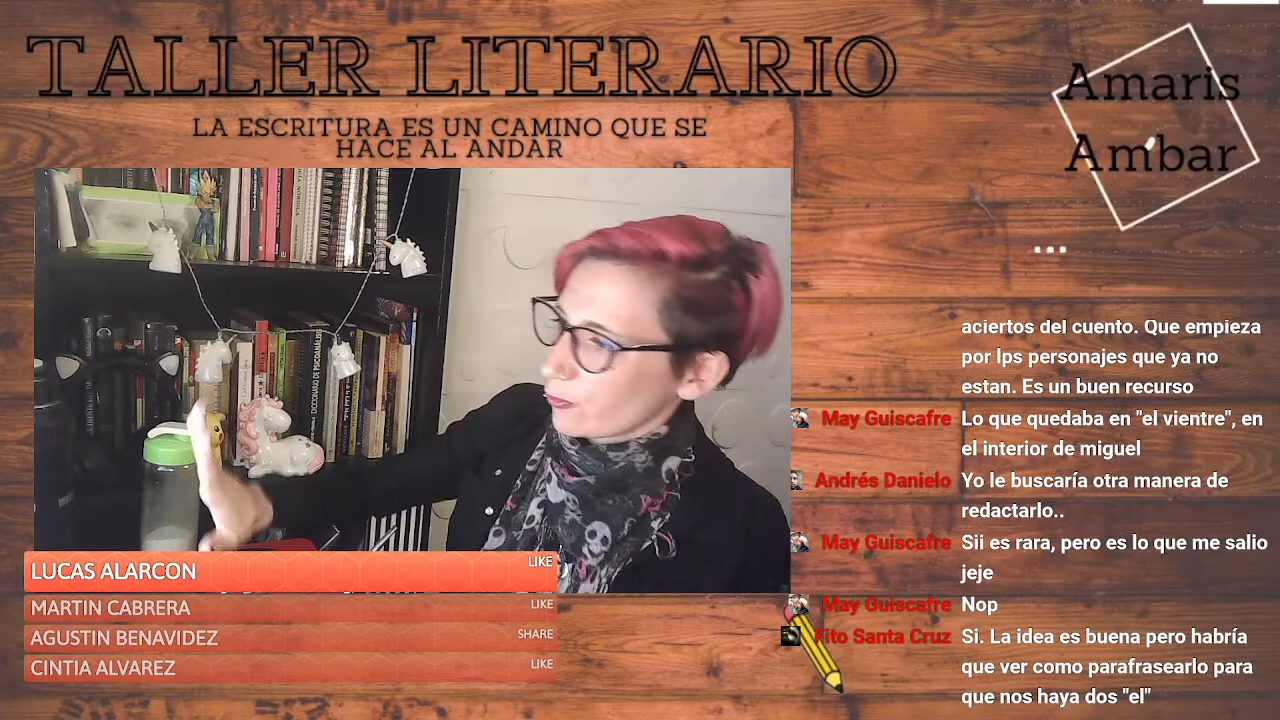 TALLER LITERARIO
LA ESCRITURA ES UN CAMINO QUE SE
HACE AL ANDAR
Amaris
Ambar
...
aciertos del cuento. Que empieza
por lps personajes que ya no
estan. Es un buen recurso
May Guiscafre Lo que quedaba en "el vientre", en
el interior de miguel
Andrés Danielo Yo le buscaría otra manera de
redactarlo..
May Guiscafre Sii es rara, pero es lo que me salio
jeje
May Guiscafre Nop
Fito Santa Cruz Si. La idea es buena pero habría
que ver como parafrasearlo para
que nos haya dos "el"
DICCIONARIO DE PSICOANÁLISIS
LUCAS ALARCON LIKE
MARTIN CABRERA LIKE
AGUSTIN BENAVIDEZ SHARE
CINTIA ALVAREZ LIKE